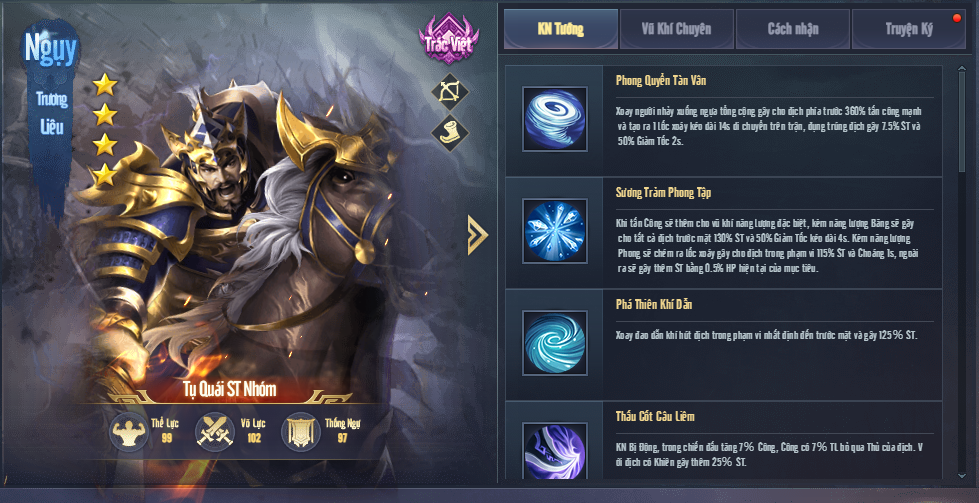 Ngụy
Trương
Liêu
Trác Việt
Tụ Quái ST Nhóm
Thể Lực
99
Võ Lực
102
Thống Ngự
97
KN Tướng
Vũ Khí Chuyên
Cách nhận
Truyện Ký
Phong Quyển Tàn Vân
Xoay người nhảy xuống ngựa tổng cộng gây cho địch phía trước 360% tấn công mạnh
và tạo ra 1 lốc xoáy kéo dài 14s di chuyển trên trận, đụng trúng địch gây 7.5% ST và
50% Giảm Tốc 2s.
Sương Trảm Phong Tập
Khi tấn Công sẽ thêm cho vũ khí năng lượng đặc biệt, kèm năng lượng Băng sẽ gây
cho tất cả địch trước mặt 130% ST và 50% Giảm Tốc kéo dài 4s. Kèm năng lượng
Phong sẽ chém ra lốc xoáy gây cho địch trong phạm vi 115% ST và Choáng 1s, ngoài
ra sẽ gây thêm ST bằng 0.5% HP hiện tại của mục tiêu.
Phá Thiên Khí Dẫn
Xoay đao dẫn khí hút địch trong phạm vi nhất định đến trước mặt và gây 125% ST.
Thấu Cốt Câu Liêm
KN Bị Động, trong chiến đấu tăng 7% Công, Công có 7% TL bỏ qua Thủ của địch. V
ới địch có Khiên gây thêm 25% ST.